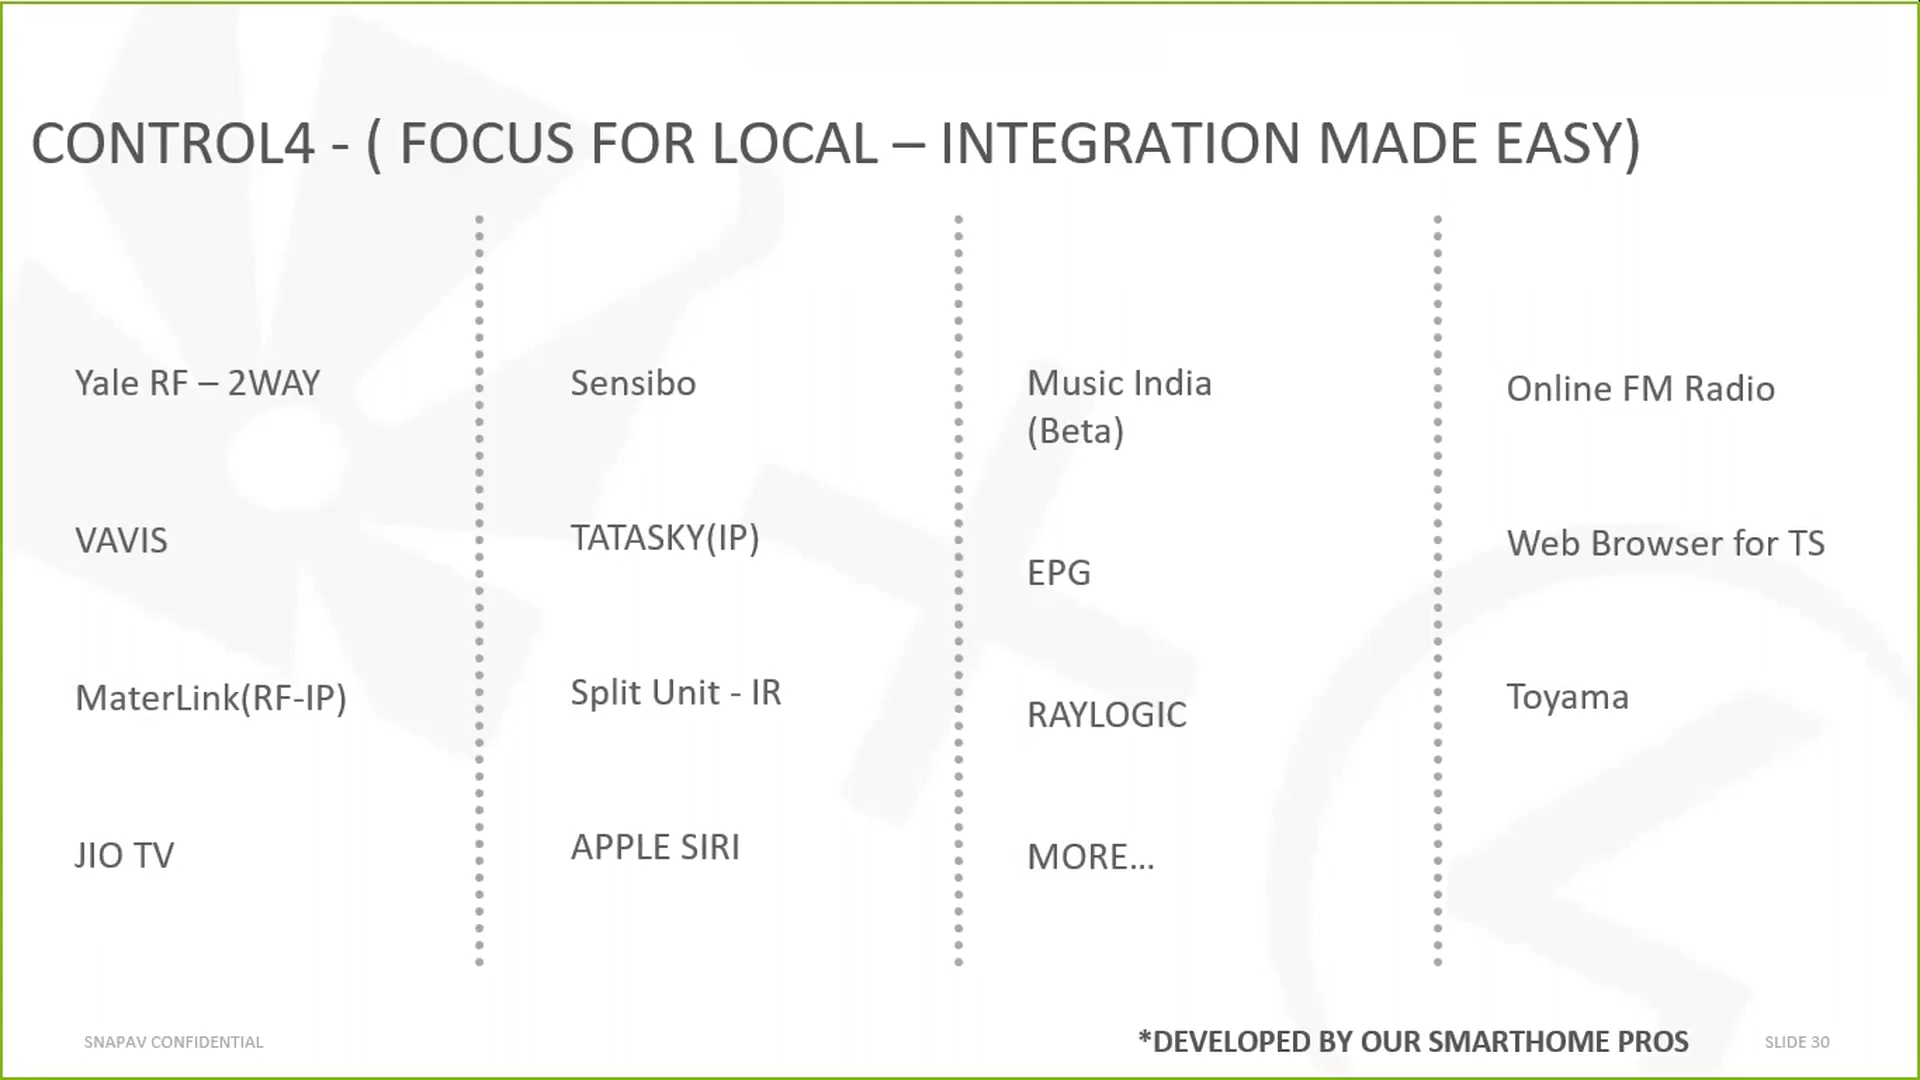 CONTROL4 - ( FOCUS FOR LOCAL – INTEGRATION MADE EASY)
Yale RF – 2WAY
VAVIS
MaterLink(RF-IP)
JIO TV
Sensibo
TATASKY(IP)
Split Unit - IR
APPLE SIRI
Music India
(Beta)
EPG
RAYLOGIC
MORE...
Online FM Radio
Web Browser for TS
Toyama
SNAPAV CONFIDENTIAL
*DEVELOPED BY OUR SMARTHOME PROS
SLIDE 30